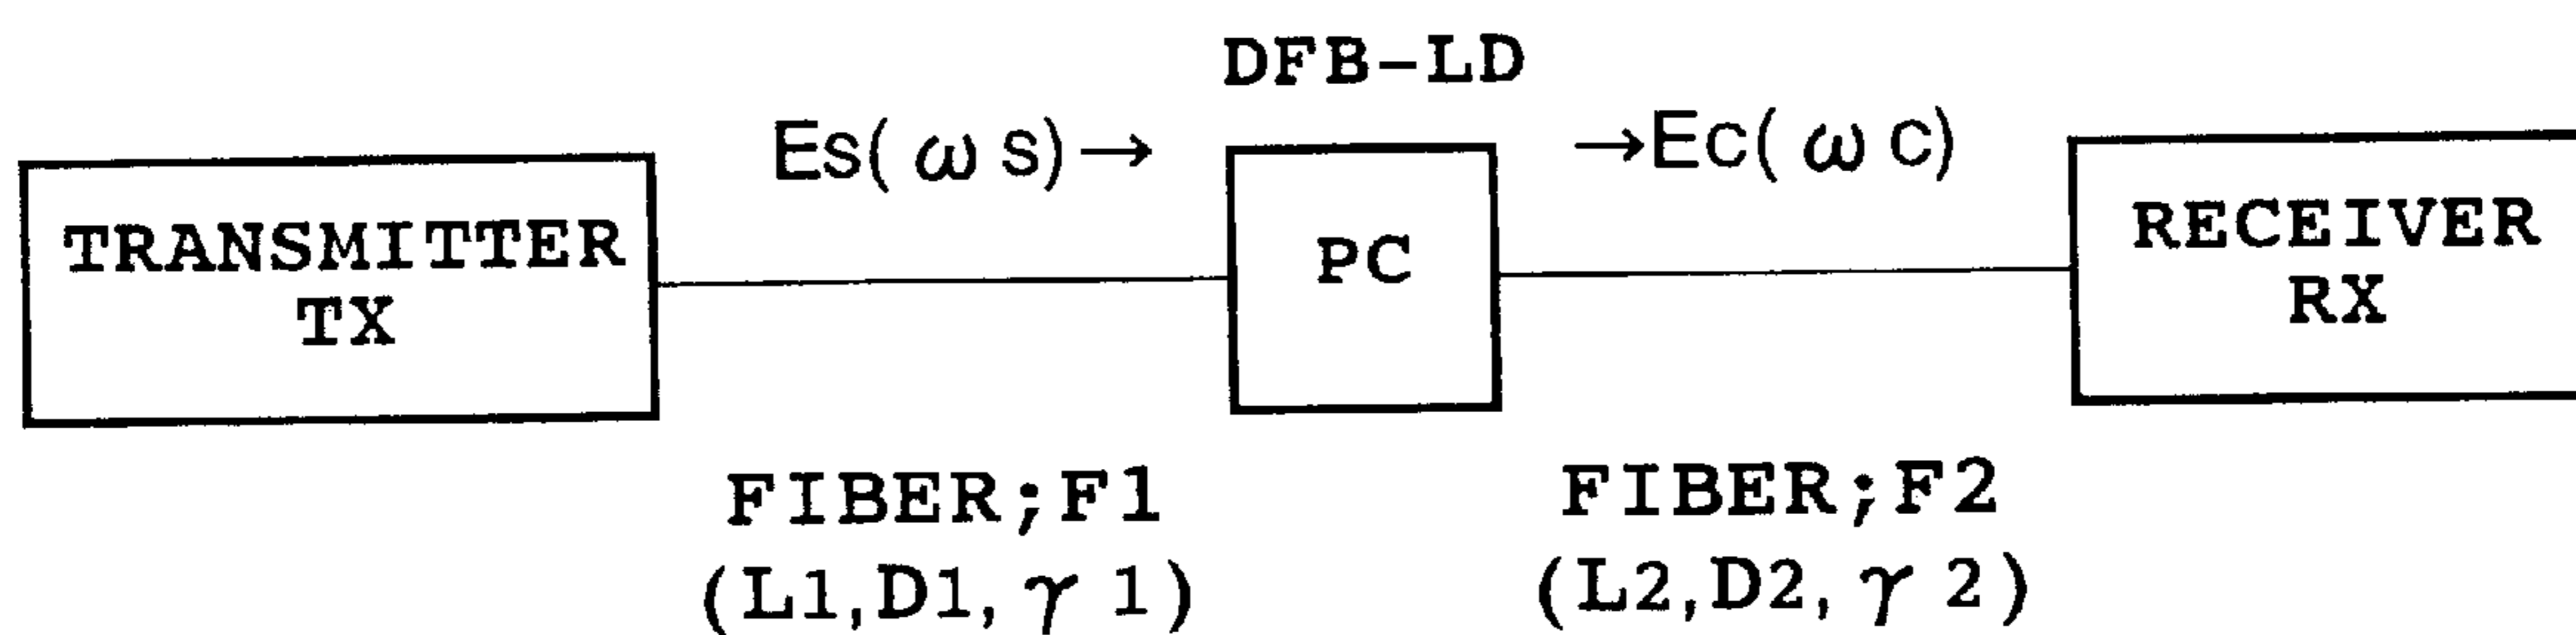 DFB-LD
Es(ωs)→
→Ec(ωc)
TRANSMITTER
TX
PC
RECEIVER
RX
FIBER;F1
(L1,D1,γ1)
FIBER;F2
(L2,D2,γ2)